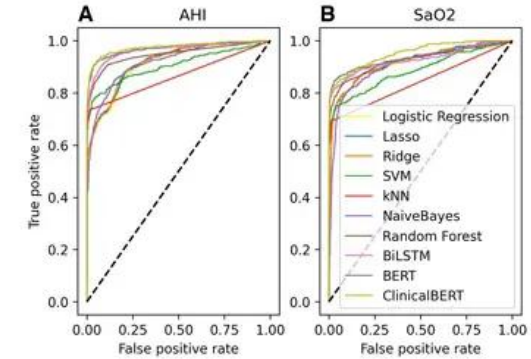 A AHI
B SaO2
True positive rate
1.0
0.8
0.6
0.4
0.2
0.0
0.00 0.25 0.50 0.75 1.00
False positive rate
1.0
0.8
0.6
0.4
0.2
0.0
Logistic Regression
Lasso
Ridge
SVM
kNN
NaiveBayes
Random Forest
BiLSTM
BERT
ClinicalBERT
0.00 0.25 0.50 0.75 1.00
False positive rate